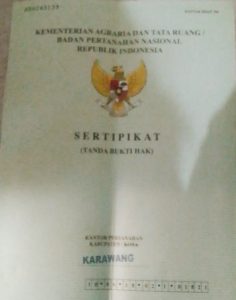 KEMENTERIAN AGRARIA DAN TATA RUANG /
BADAN PERTANAHAN NASIONAL
REPUBLIK INDONESIA
SERTIPIKAT
(TANDA BUKTI HAK)
KANTOR PERTANAHAN
KABUPATEN / KOTA
KARAWANG